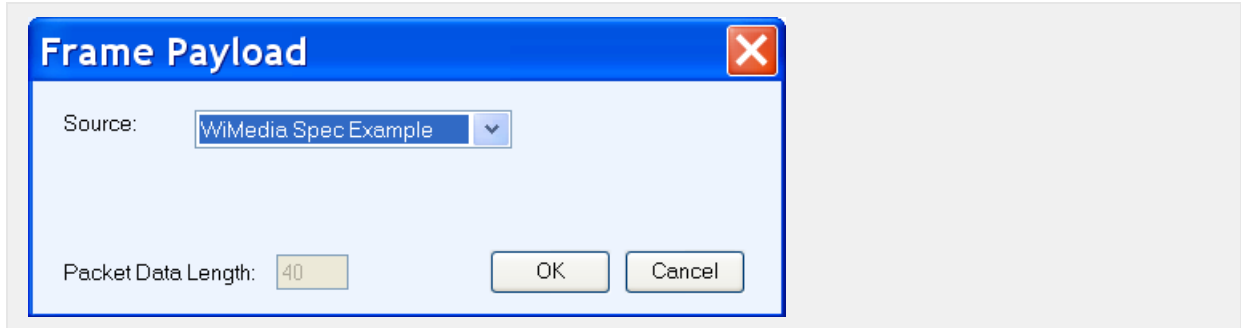 Frame Payload
Source: WiMedia Spec Example
Packet Data Length: 40 OK Cancel